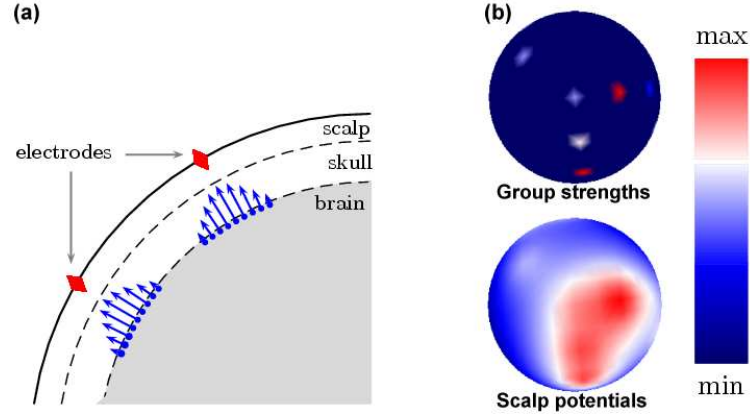 (a)
scalp
electrodes
skull
brain
(b)
max
Group strengths
Scalp potentials
min